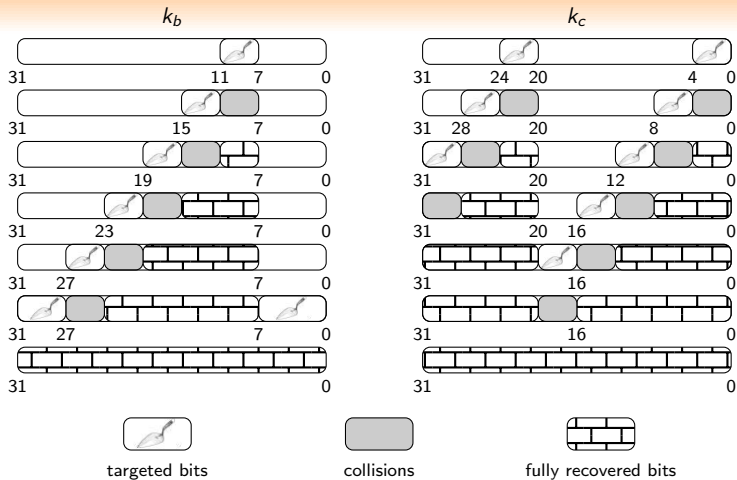 k_b k_c
31 11 7 0 31 24 20 4 0
31 15 7 0 31 28 20 8 0
31 19 7 0 31 20 12 0
31 23 7 0 31 20 16 0
31 27 7 0 31 16 0
31 27 7 0 31 16 0
31 0 31 0
targeted bits collisions fully recovered bits